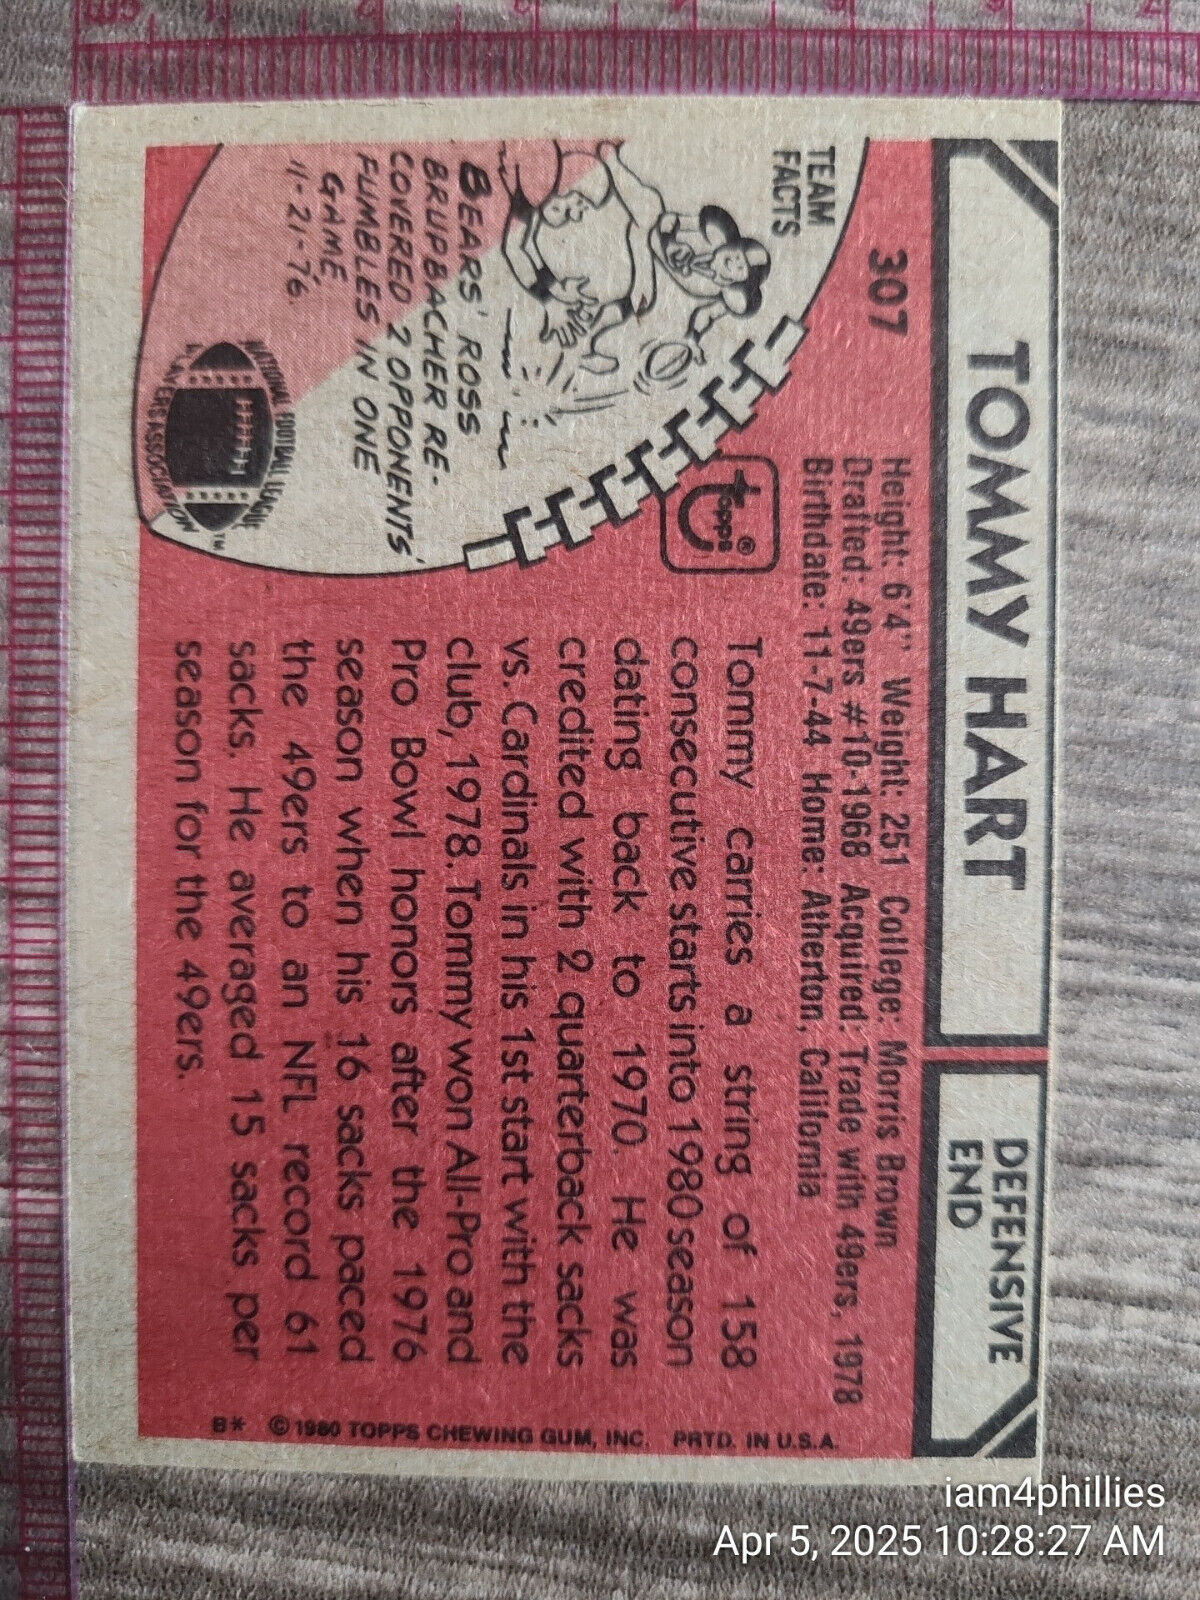 TOMMY HART
DEFENSIVE
END
307
Height: 6'4" Weight: 251 College: Morris Brown
Drafted: 49ers #10-1968 Acquired: Trade with 49ers, 1978
Birthdate: 11-7-44 Home: Atherton, California
TEAM
FACTS
topps®
BEARS' ROSS
BRUPBACHER RE-
COVERED 2 OPPONENTS'
FUMBLES IN ONE
GAME,
11-21-76.
NATIONAL FOOTBALL LEAGUE
PLAYERS ASSOCIATION
TM
Tommy carries a string of 158
consecutive starts into 1980 season
dating back to 1970. He was
credited with 2 quarterback sacks
vs. Cardinals in his 1st start with the
club, 1978. Tommy won All-Pro and
Pro Bowl honors after the 1976
season when his 16 sacks paced
the 49ers to an NFL record 61
sacks. He averaged 15 sacks per
season for the 49ers.
B* © 1980 TOPPS CHEWING GUM, INC. PRTD. IN U.S.A.
iam4phillies
Apr 5, 2025 10:28:27 AM